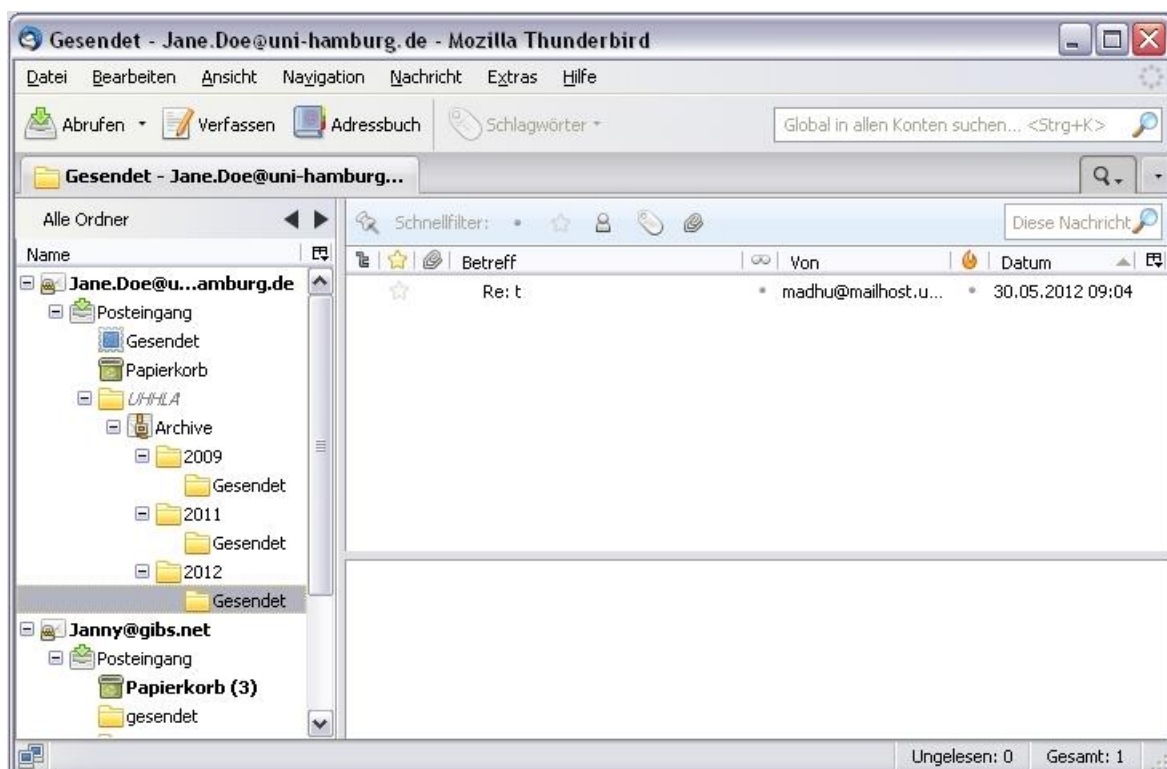 Gesendet - Jane.Doe@uni-hamburg.de - Mozilla Thunderbird
Datei Bearbeiten Ansicht Navigation Nachricht Extras Hilfe
Abrufen Verfassen Adressbuch Schlagwörter Global in allen Konten suchen... <Strg+K>
Gesendet - Jane.Doe@uni-hamburg...
Alle Ordner Schnellfilter: Diese Nachricht
Name Betreff Von Datum
Jane.Doe@u...amburg.de Re: t madhu@mailhost.u... 30.05.2012 09:04
Posteingang
Gesendet
Papierkorb
UHHLA
Archive
2009
Gesendet
2011
Gesendet
2012
Gesendet
Janny@gibs.net
Posteingang
Papierkorb (3)
gesendet
Ungelesen: 0 Gesamt: 1